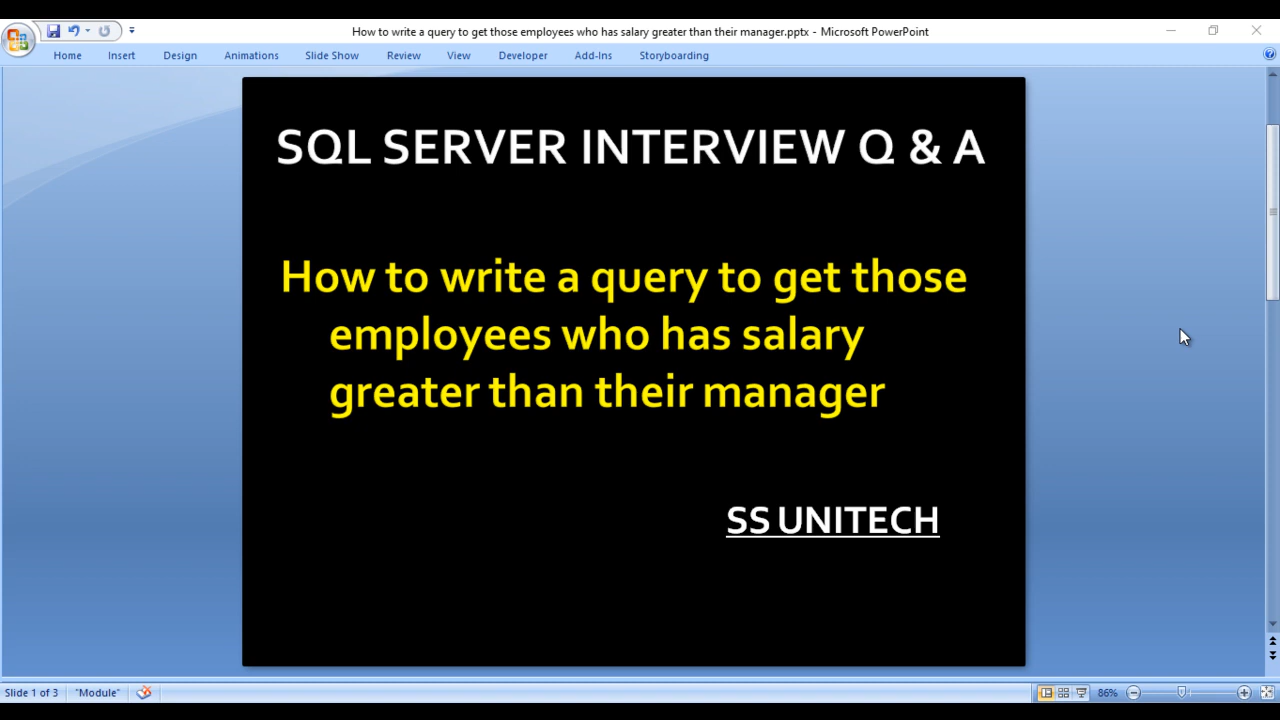 How to write a query to get those employees who has salary greater than their manager.pptx - Microsoft PowerPoint
Home Insert Design Animations Slide Show Review View Developer Add-Ins Storyboarding
SQL SERVER INTERVIEW Q & A
How to write a query to get those
employees who has salary
greater than their manager
SS UNITECH
Slide 1 of 3 "Module" 86%